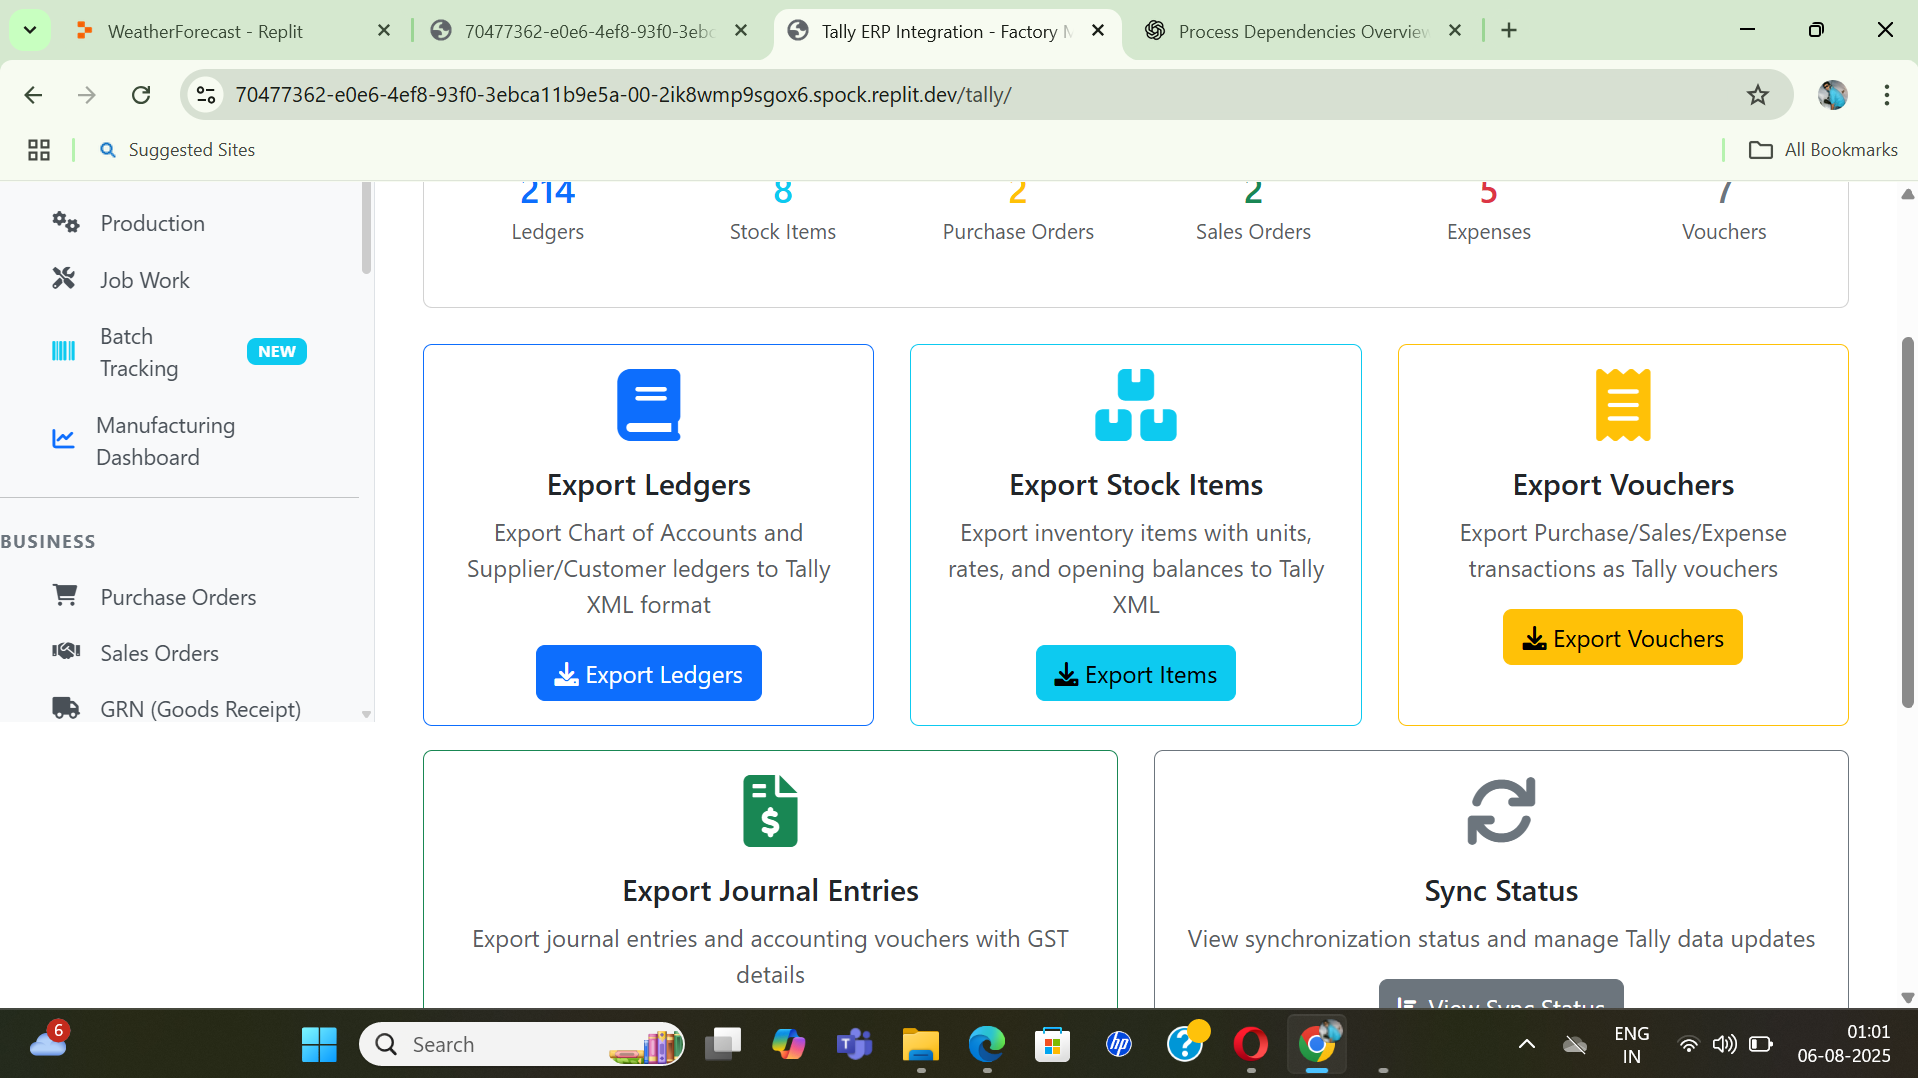 WeatherForecast - Replit
70477362-e0e6-4ef8-93f0-3ebc
Tally ERP Integration - Factory M
Process Dependencies Overview
70477362-e0e6-4ef8-93f0-3ebca11b9e5a-00-2ik8wmp9sgox6.spock.replit.dev/tally/
Suggested Sites
All Bookmarks
Production
Job Work
Batch
Tracking
NEW
Manufacturing
Dashboard
BUSINESS
Purchase Orders
Sales Orders
GRN (Goods Receipt)
214
8
2
2
5
7
Ledgers
Stock Items
Purchase Orders
Sales Orders
Expenses
Vouchers
Export Ledgers
Export Chart of Accounts and
Supplier/Customer ledgers to Tally
XML format
Export Ledgers
Export Stock Items
Export inventory items with units,
rates, and opening balances to Tally
XML
Export Items
Export Vouchers
Export Purchase/Sales/Expense
transactions as Tally vouchers
Export Vouchers
$
Export Journal Entries
Export journal entries and accounting vouchers with GST
details
Sync Status
View synchronization status and manage Tally data updates
View Sync Status
6
Search
T
hp
?
ENG
IN
01:01
06-08-2025